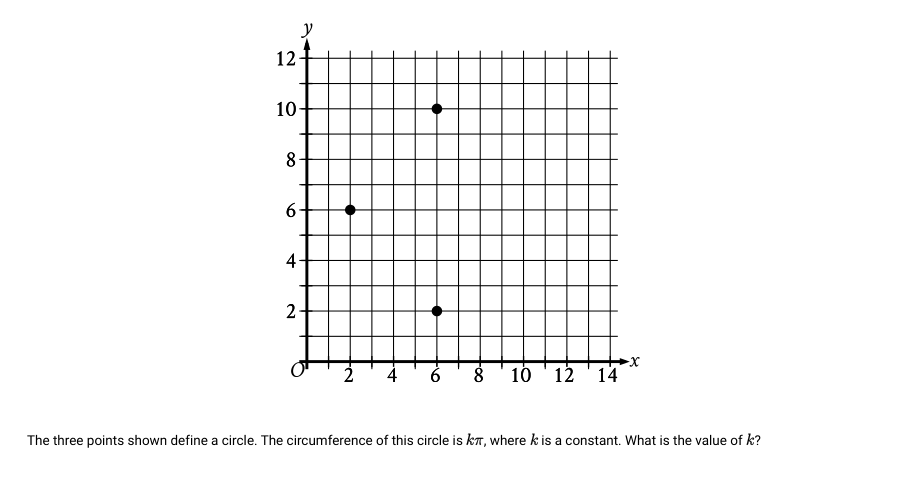 y
12
10
8
6
4
2
O
2 4 6 8 10 12 14 x
The three points shown define a circle. The circumference of this circle is kπ, where k is a constant. What is the value of k?